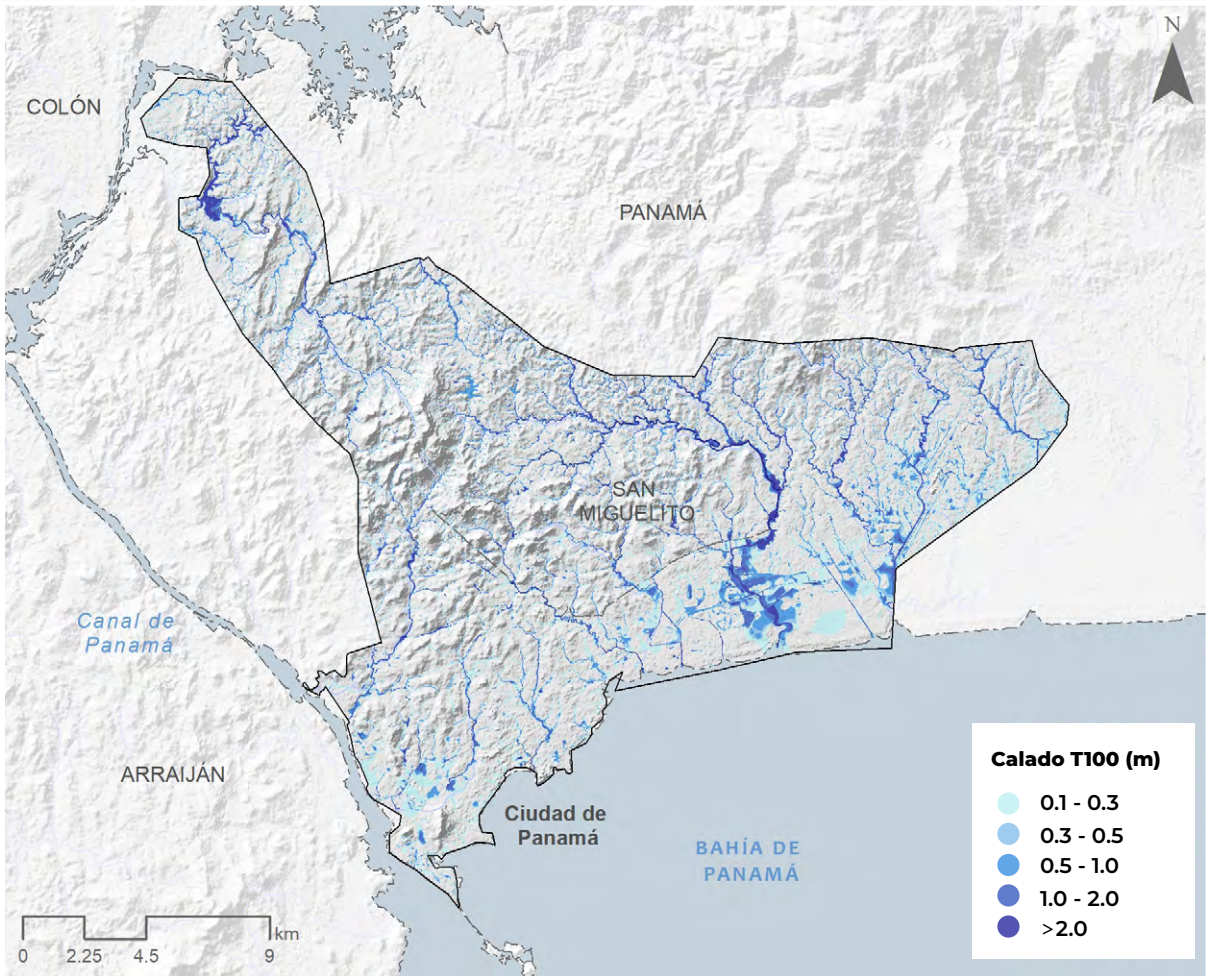 N
COLÓN
PANAMÁ
SAN
MIGUELITO
Canal de
Panamá
ARRAIJÁN
Ciudad de
Panamá
BAHÍA DE
PANAMÁ
Calado T100 (m)
0.1 - 0.3
0.3 - 0.5
0.5 - 1.0
1.0 - 2.0
>2.0
km
0 2.25 4.5 9